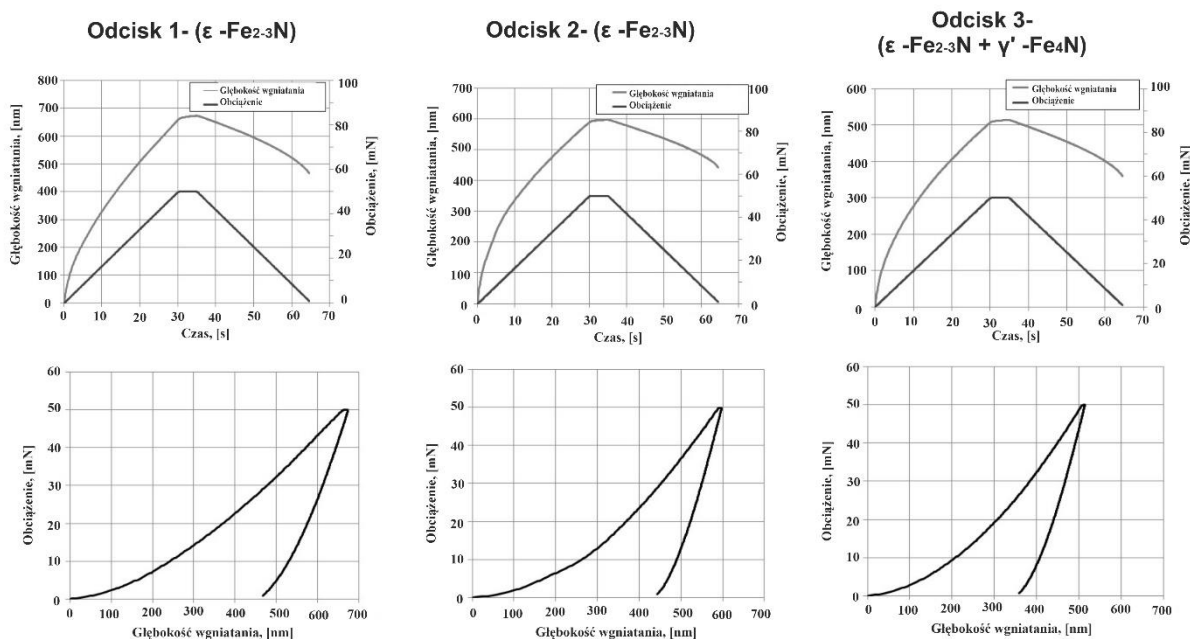 Odcisk 1- (ε -Fe2-3N)
800
700
600
500
400
300
200
100
0
Głębokość wgniatania, [nm]
Głębokość wgniatania
Obciążenie
100
80
60
40
20
0
Obciążenie, [mN]
0 10 20 30 40 50 60 70
Czas, [s]
Odcisk 2- (ε -Fe2-3N)
700
600
500
400
300
200
100
0
Głębokość wgniatania, [nm]
Głębokość wgniatania
Obciążenie
100
80
60
40
20
0
Obciążenie, [mN]
0 10 20 30 40 50 60 70
Czas, [s]
Odcisk 3-
(ε -Fe2-3N + γ' -Fe4N)
600
500
400
300
200
100
0
Głębokość wgniatania, [nm]
Głębokość wgniatania
Obciążenie
100
80
60
40
20
0
Obciążenie, [mN]
0 10 20 30 40 50 60 70
Czas, [s]
60
50
40
30
20
10
0
Obciążenie, [mN]
0 100 200 300 400 500 600 700
Głębokość wgniatania, [nm]
60
50
40
30
20
10
0
Obciążenie, [mN]
0 100 200 300 400 500 600 700
Głębokość wgniatania, [nm]
60
50
40
30
20
10
0
Obciążenie, [mN]
0 100 200 300 400 500 600 700
Głębokość wgniatania, [nm]